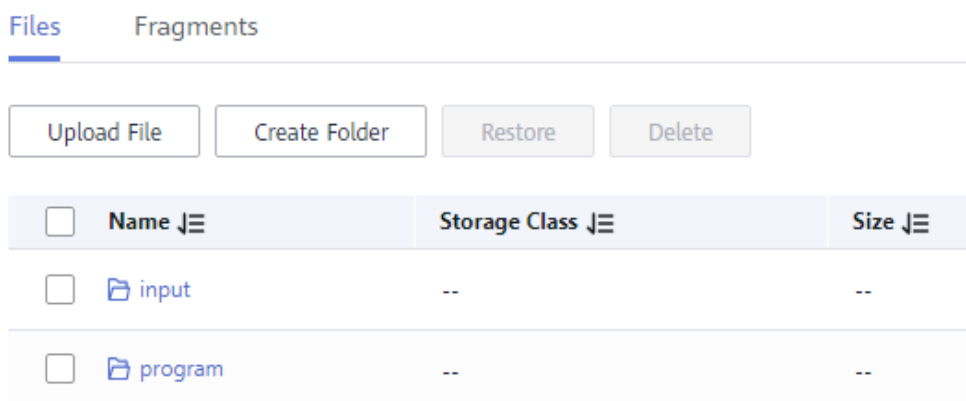 Files Fragments
Upload File Create Folder Restore Delete
Name Storage Class Size
input -- --
program -- --